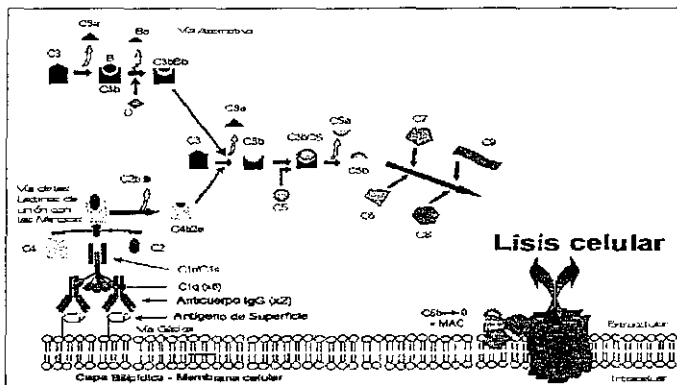 C3a
Ba
Vía Alternativa
C3
B
C3bBb
C3b
D
C3a
C5a
C7
C9
C3
C3b
C3bC5
C5b
C5
C6
C8
Vía de las
Lectinas de
unión con
las Manosas
C2b
C4b2a
C4
C2
C1r/C1s
C1q (x6)
Anticuerpo IgG (x2)
Antígeno de Superficie
Vía Clásica
Lisis celular
C5b
MAC
Extracelular
Capa Bilipídica - Membrana celular
Intracelular